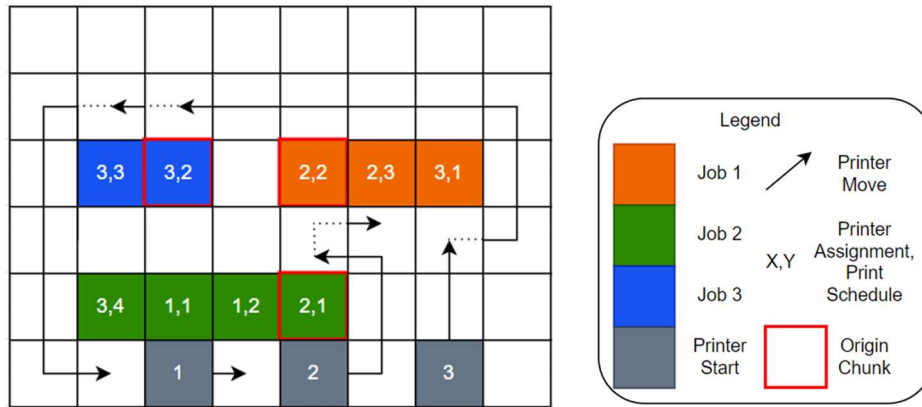 3,3 3,2 2,2 2,3 3,1
3,4 1,1 1,2 2,1
1 2 3
Legend
Job 1
Printer
Move
Job 2
X,Y
Printer
Assignment,
Print
Schedule
Job 3
Printer
Start
Origin
Chunk